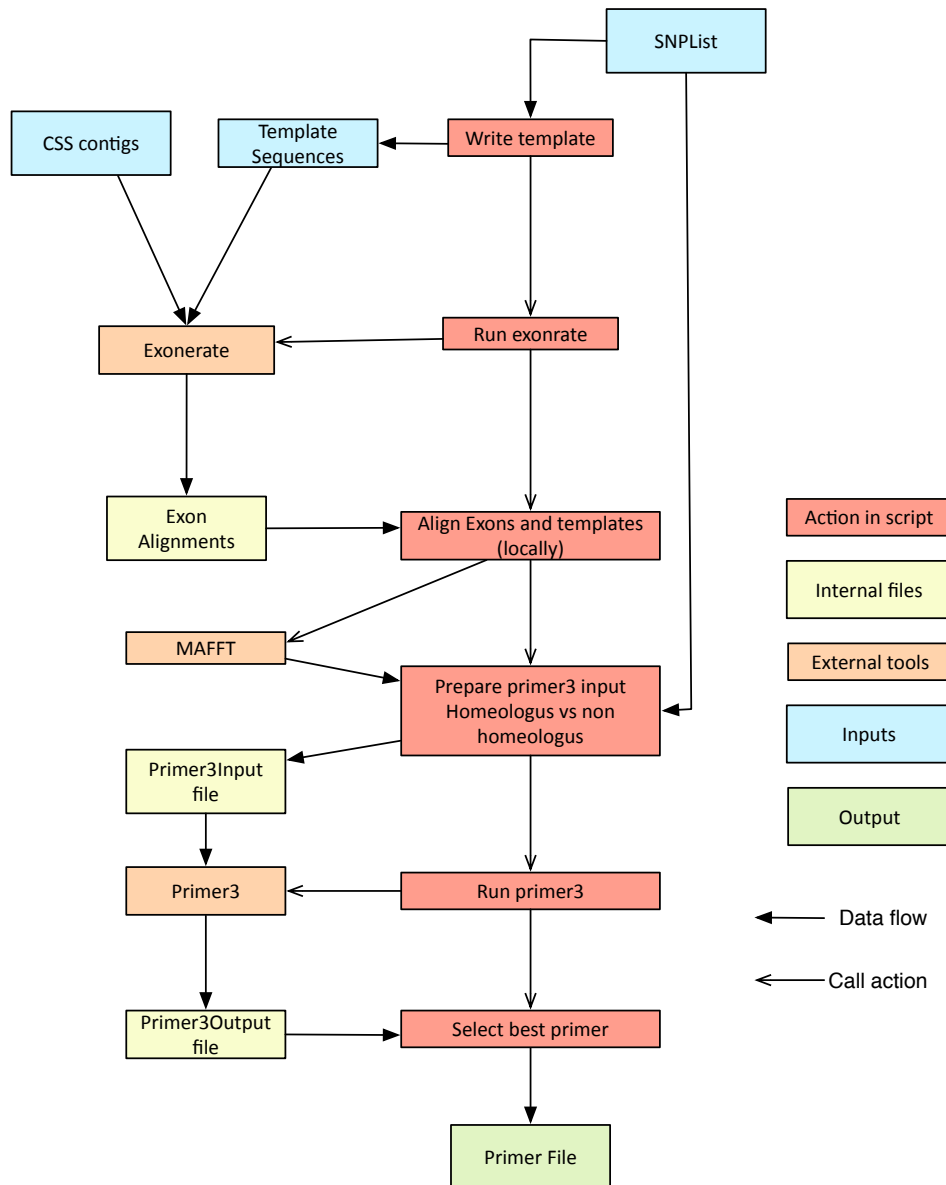 SNPList
CSS contigs
Template
Sequences
Write template
Exonerate
Run exonrate
Exon
Alignments
Align Exons and templates
(locally)
MAFFT
Prepare primer3 input
Homeologus vs non
homeologus
Primer3Input
file
Primer3
Run primer3
Primer3Output
file
Select best primer
Primer File
Action in script
Internal files
External tools
Inputs
Output
Data flow
Call action